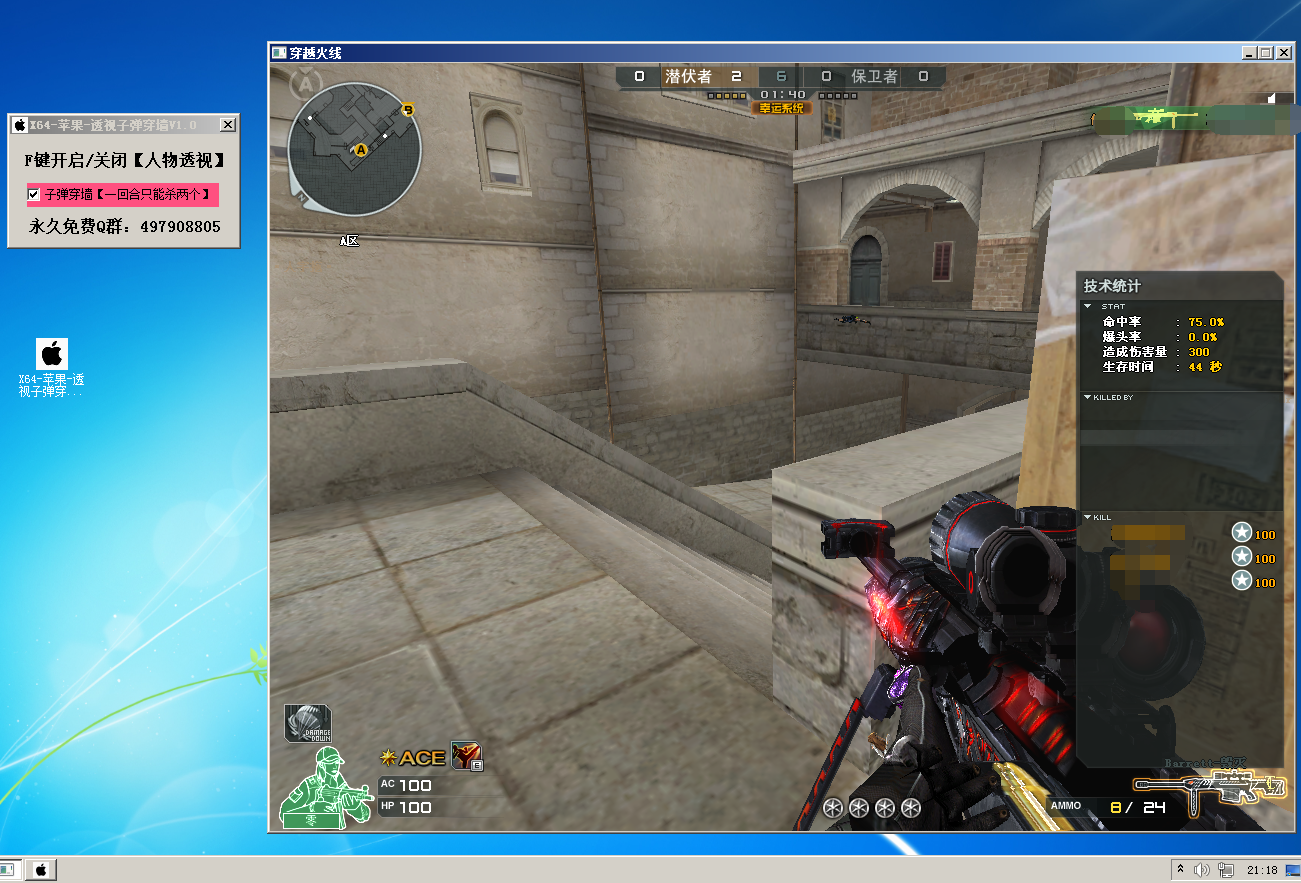 穿越火线
X64-苹果-透视子弹穿墙V1.0
F键开启/关闭【人物透视】
子弹穿墙【一回合只能杀两个】
永久免费Q群：497908805
X64-苹果-透
视子弹穿...
0 潜伏者 2 6 0 保卫者 0
01:40
幸运系统
A
B
A
N
A区
技术统计
STAT
命中率 : 75.0%
爆头率 : 0.0%
造成伤害量 : 300
生存时间 : 44 秒
KILLED BY
KILL
100
100
100
DAMAGE
DOWN
ACE
E
AC 100
HP 100
零
Barrett-毁灭
AMMO 8/ 24
21:18